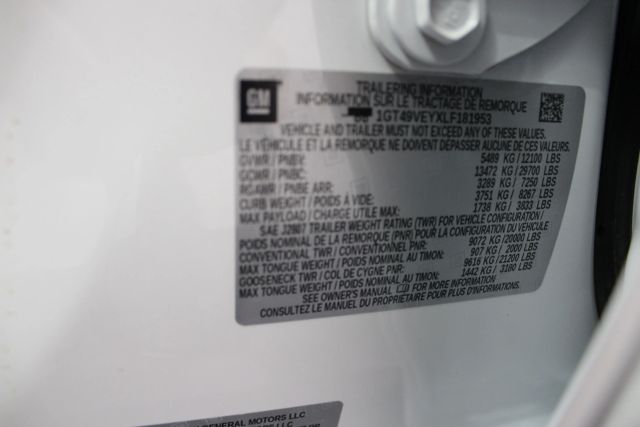 GM
TRAILERING INFORMATION
INFORMATION SUR LE TRACTAGE DE REMORQUE
1GT49VEYXLF181953
VEHICLE AND TRAILER MUST NOT EXCEED ANY OF
LE VÉHICULE ET LA REMORQUE NE DOIVENT DÉPASSER AUCUNE DE CES VALEURS
GVWR / PNBV: 5489 KG / 12100 LBS
GCWR / PNBC: 13472 KG / 29700 LBS
RGAWR / PNBE ARR: 3289 KG / 7250 LBS
CURB WEIGHT / POIDS À VIDE: 3751 KG / 8267 LBS
MAX PAYLOAD / CHARGE UTILE MAX: 1738 KG / 3833 LBS
SAE J2807 TRAILER WEIGHT RATING (TWR) FOR VEHICLE CONFIGURATION /
POIDS NOMINAL DE LA REMORQUE (PNR) POUR LA CONFIGURATION DU VÉHICULE
CONVENTIONAL TWR / CONVENTIONNEL PNR: 9072 KG / 20000 LBS
MAX TONGUE WEIGHT / POIDS NOMINAL AU TIMON: 907 KG / 2000 LBS
GOOSENECK TWR / COL DE CYGNE PNR: 9616 KG / 21200 LBS
MAX TONGUE WEIGHT / POIDS NOMINAL AU TIMON: 1442 KG / 3180 LBS
SEE OWNER'S MANUAL FOR MORE INFORMATION
CONSULTEZ LE MANUEL DU PROPRIÉTAIRE POUR PLUS D'INFORMATIONS
GENERAL MOTORS LLC
MOTORS LLC